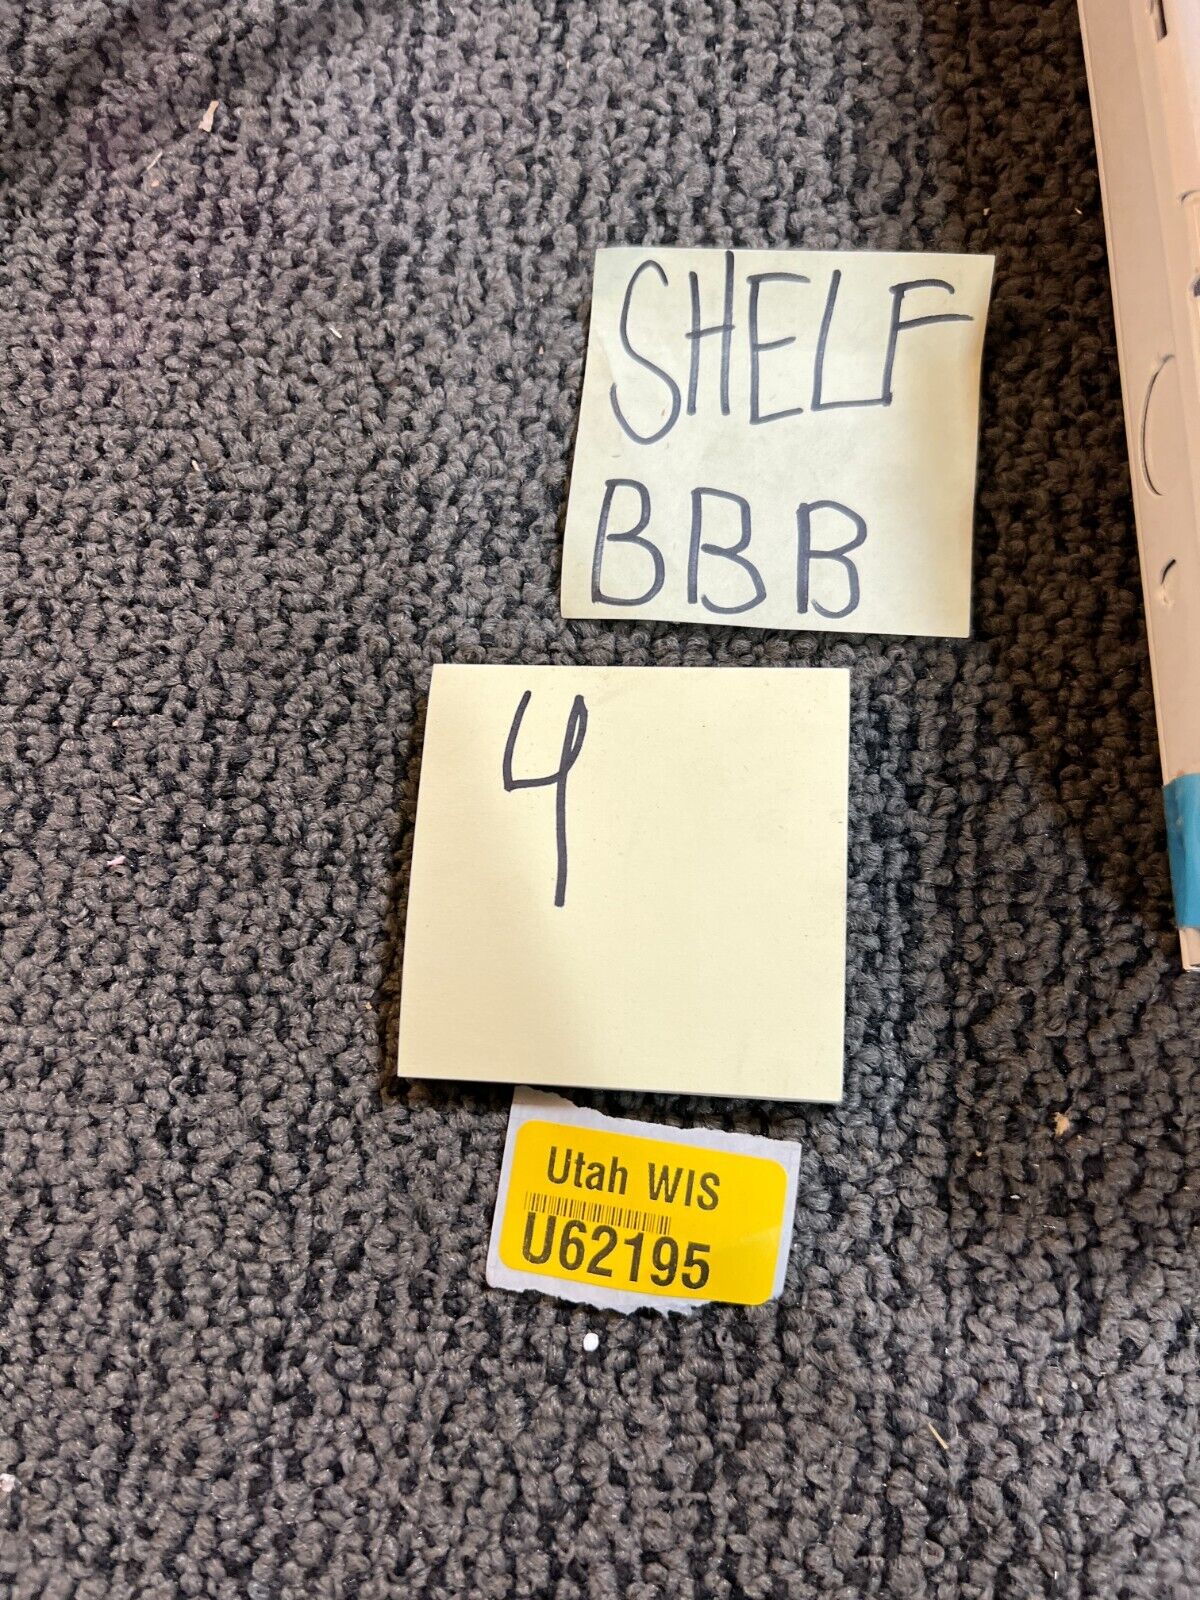 SHELF
BBB
4
Utah WIS
U62195